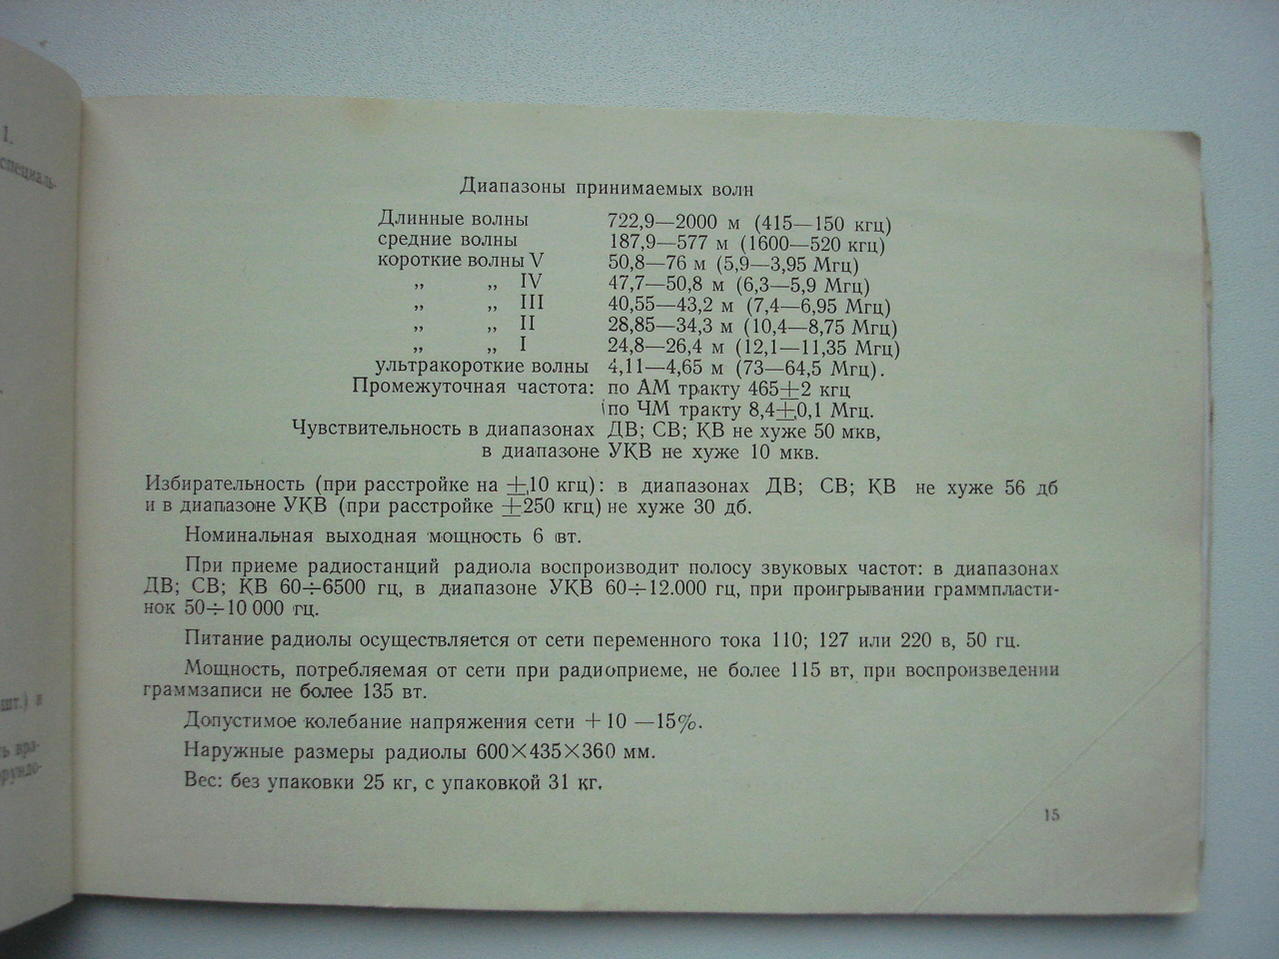 1.
специаль-
Диапазоны принимаемых волн
Длинные волны 722,9—2000 м (415—150 кгц)
средние волны 187,9—577 м (1600—520 кгц)
короткие волны V 50,8—76 м (5,9—3,95 Мгц)
„ „ IV 47,7—50,8 м (6,3—5,9 Мгц)
„ „ III 40,55—43,2 м (7,4—6,95 Мгц)
„ „ II 28,85—34,3 м (10,4—8,75 Мгц)
„ „ I 24,8—26,4 м (12,1—11,35 Мгц)
ультракороткие волны 4,11—4,65 м (73—64,5 Мгц).
Промежуточная частота: по АМ тракту 465±2 кгц
по ЧМ тракту 8,4±0,1 Мгц.
Чувствительность в диапазонах ДВ; СВ; КВ не хуже 50 мкв,
в диапазоне УКВ не хуже 10 мкв.
Избирательность (при расстройке на ±10 кгц): в диапазонах ДВ; СВ; КВ не хуже 56 дб
и в диапазоне УКВ (при расстройке ±250 кгц) не хуже 30 дб.
Номинальная выходная мощность 6 вт.
При приеме радиостанций радиола воспроизводит полосу звуковых частот: в диапазонах
ДВ; СВ; КВ 60÷6500 гц, в диапазоне УКВ 60÷12.000 гц, при проигрывании граммпласти-
нок 50÷10 000 гц.
Питание радиолы осуществляется от сети переменного тока 110; 127 или 220 в, 50 гц.
Мощность, потребляемая от сети при радиоприеме, не более 115 вт, при воспроизведении
граммзаписи не более 135 вт.
Допустимое колебание напряжения сети +10 —15%.
Наружные размеры радиолы 600×435×360 мм.
Вес: без упаковки 25 кг, с упаковкой 31 кг.
шт.) и
ть вра-
15